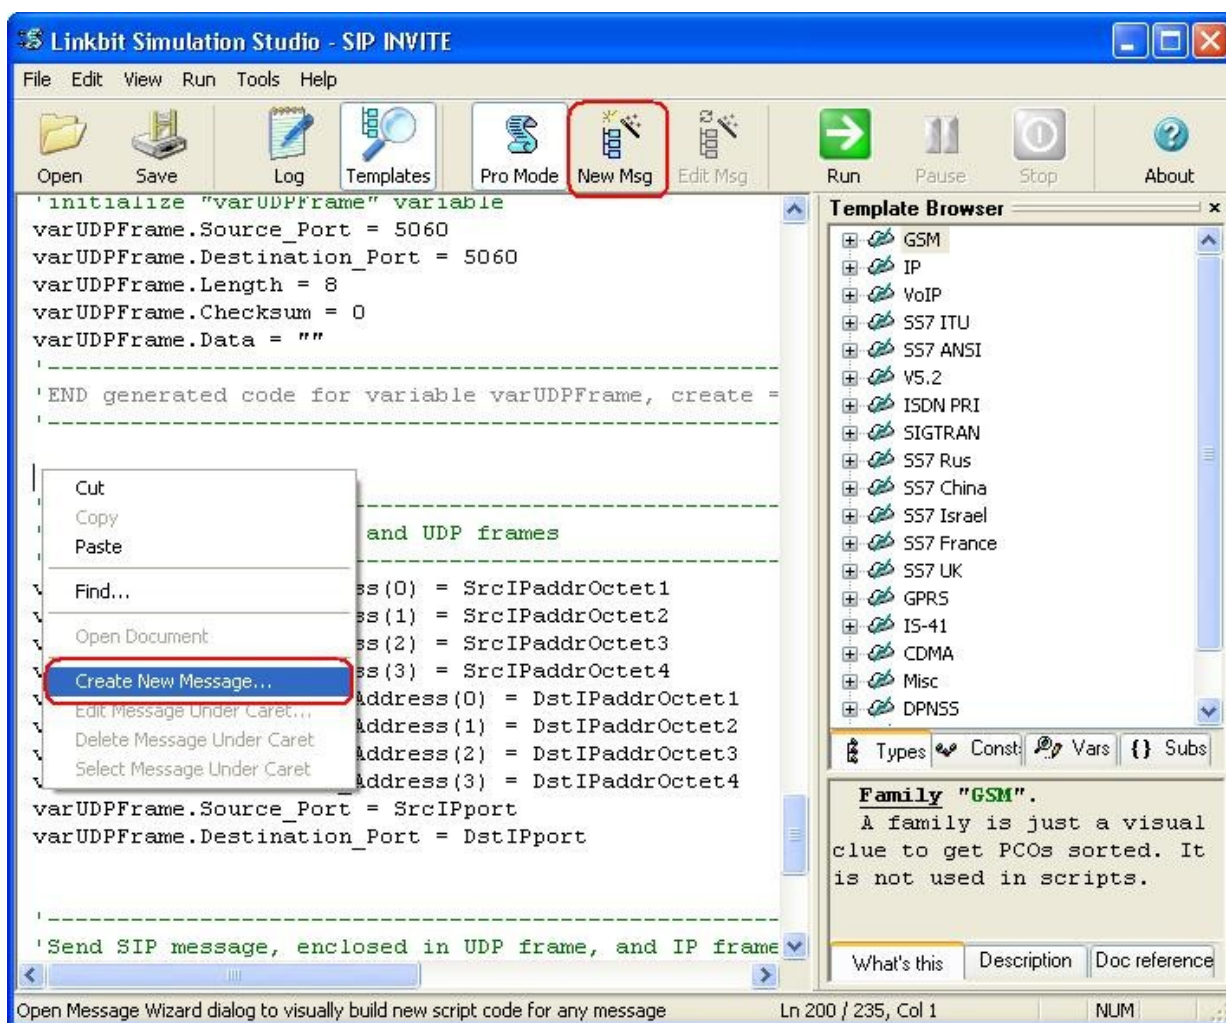 Linkbit Simulation Studio - SIP INVITE
File Edit View Run Tools Help
Open Save Log Templates Pro Mode New Msg Edit Msg Run Pause Stop About
'initialize "varUDPFrame" variable
varUDPFrame.Source_Port = 5060
varUDPFrame.Destination_Port = 5060
varUDPFrame.Length = 8
varUDPFrame.Checksum = 0
varUDPFrame.Data = ""
'------------------------------------------------
'END generated code for variable varUDPFrame, create =
'------------------------------------------------
Cut
Copy
Paste
Find...
Open Document
Create New Message...
Edit Message Under Caret...
Delete Message Under Caret
Select Message Under Caret
and UDP frames
ss(0) = SrcIPaddrOctet1
ss(1) = SrcIPaddrOctet2
ss(2) = SrcIPaddrOctet3
ss(3) = SrcIPaddrOctet4
Address(0) = DstIPaddrOctet1
Address(1) = DstIPaddrOctet2
Address(2) = DstIPaddrOctet3
Address(3) = DstIPaddrOctet4
varUDPFrame.Source_Port = SrcIPport
varUDPFrame.Destination_Port = DstIPport
'------------------------------------------------
'Send SIP message, enclosed in UDP frame, and IP frame
Template Browser
GSM
IP
VoIP
SS7 ITU
SS7 ANSI
V5.2
ISDN PRI
SIGTRAN
SS7 Rus
SS7 China
SS7 Israel
SS7 France
SS7 UK
GPRS
IS-41
CDMA
Misc
DPNSS
Types Const Vars {} Subs
Family "GSM".
A family is just a visual
clue to get PCOs sorted. It
is not used in scripts.
What's this Description Doc reference
Open Message Wizard dialog to visually build new script code for any message Ln 200 / 235, Col 1 NUM